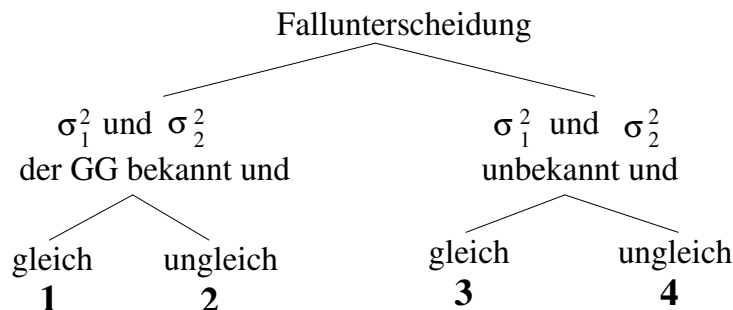 Fallunterscheidung
σ₁² und σ₂² σ₁² und σ₂²
der GG bekannt und unbekannt und
gleich ungleich gleich ungleich
1 2 3 4